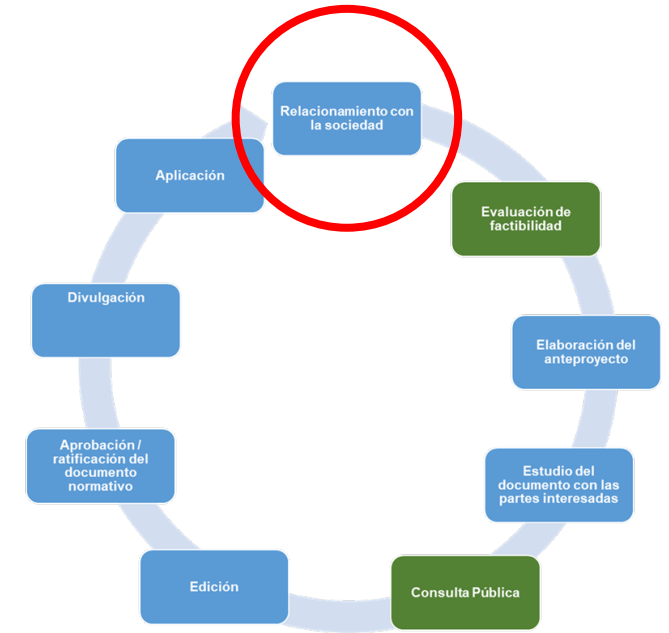 Relacionamiento con
la sociedad
Evaluación de
factibilidad
Elaboración del
anteproyecto
Estudio del
documento con las
partes interesadas
Consulta Pública
Edición
Aprobación /
ratificación del
documento
normativo
Divulgación
Aplicación